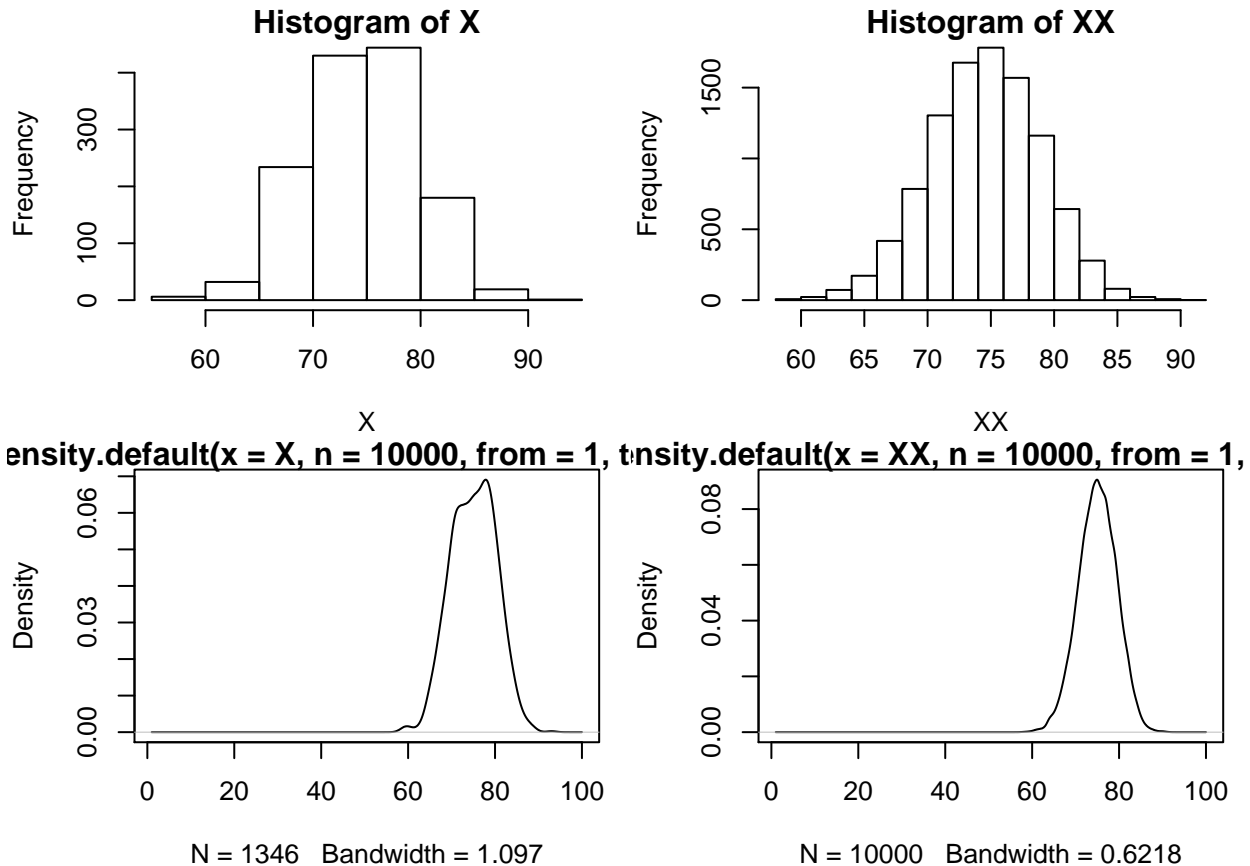 Histogram of X
Frequency
0 100 300
60 70 80 90
X
Histogram of XX
Frequency
0 500 1500
60 65 70 75 80 85 90
XX
ensity.default(x = X, n = 10000, from = 1, t
Density
0.00 0.03 0.06
0 20 40 60 80 100
N = 1346 Bandwidth = 1.097
nsity.default(x = XX, n = 10000, from = 1,
Density
0.00 0.04 0.08
0 20 40 60 80 100
N = 10000 Bandwidth = 0.6218